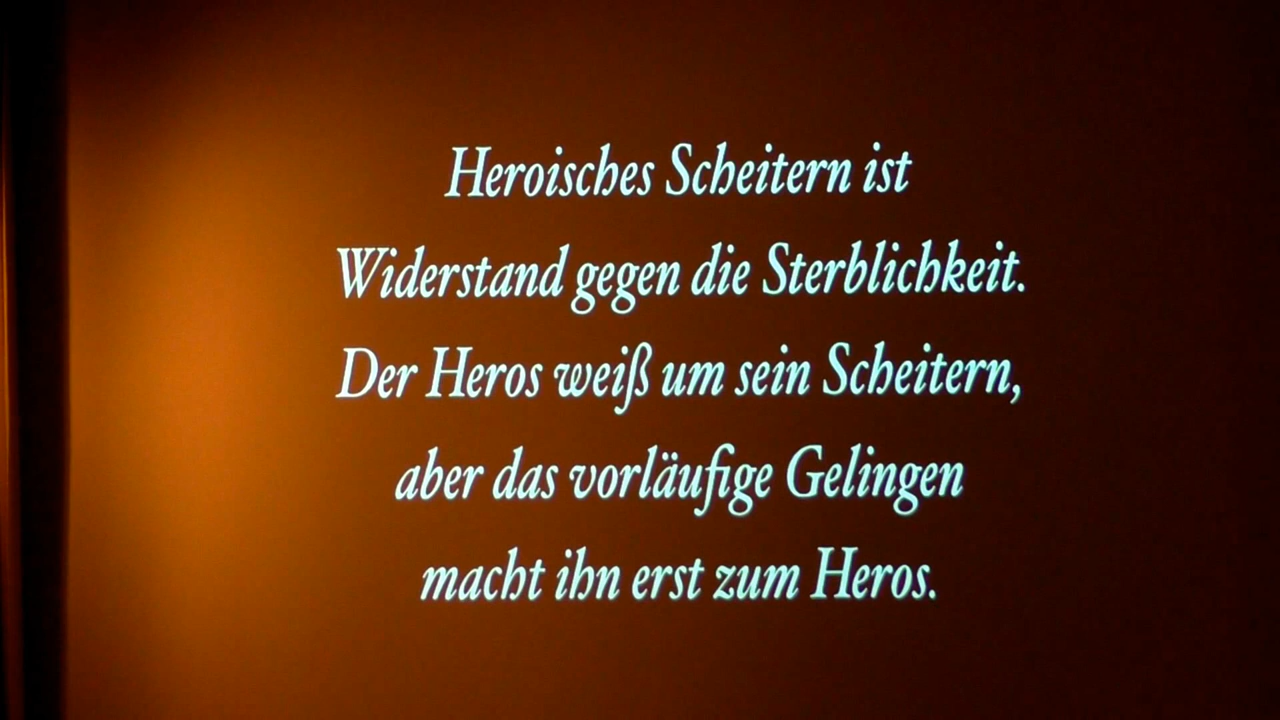 Heroisches Scheitern ist
Widerstand gegen die Sterblichkeit.
Der Heros weiß um sein Scheitern,
aber das vorläufige Gelingen
macht ihn erst zum Heros.